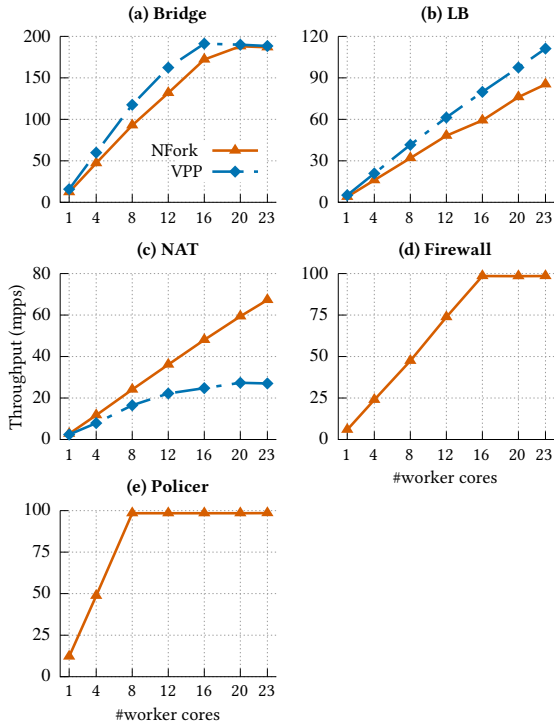 (a) Bridge
200
150
100
50
0
NFork
VPP
1 4 8 12 16 20 23
(b) LB
120
90
60
30
0
1 4 8 12 16 20 23
(c) NAT
Throughput (mpps)
80
60
40
20
0
1 4 8 12 16 20 23
(d) Firewall
100
75
50
25
0
1 4 8 12 16 20 23
#worker cores
(e) Policer
100
75
50
25
0
1 4 8 12 16 20 23
#worker cores